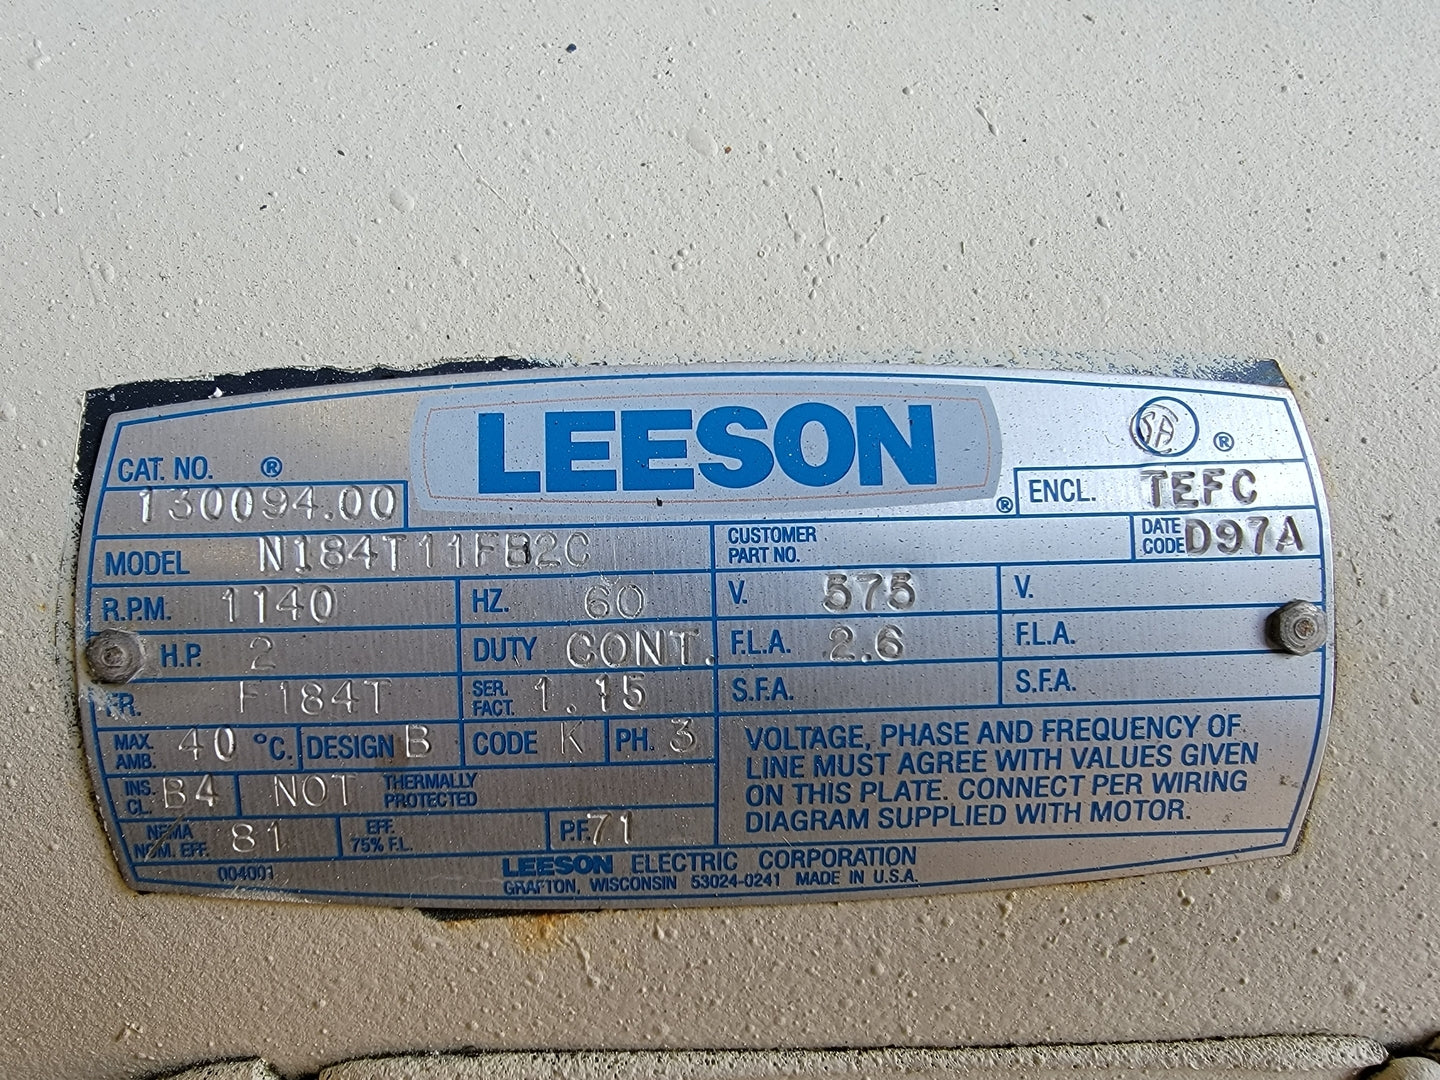 LEESON
®
SA ®
CAT. NO. ®
130094.00
ENCL. TEFC
MODEL N184T11FB2C
CUSTOMER PART NO.
DATE CODE D97A
R.P.M. 1140 HZ. 60 V. 575 V.
H.P. 2 DUTY CONT. F.L.A. 2.6 F.L.A.
FR. F184T SER. FACT. 1.15 S.F.A. S.F.A.
MAX. AMB. 40 °C. DESIGN B CODE K PH. 3
INS. CL. B4 NOT THERMALLY PROTECTED
NEMA NOM. EFF. 81 EFF. 75% F.L. P.F. 71
VOLTAGE, PHASE AND FREQUENCY OF
LINE MUST AGREE WITH VALUES GIVEN
ON THIS PLATE. CONNECT PER WIRING
DIAGRAM SUPPLIED WITH MOTOR.
004001
LEESON ELECTRIC CORPORATION
GRAFTON, WISCONSIN 53024-0241 MADE IN U.S.A.